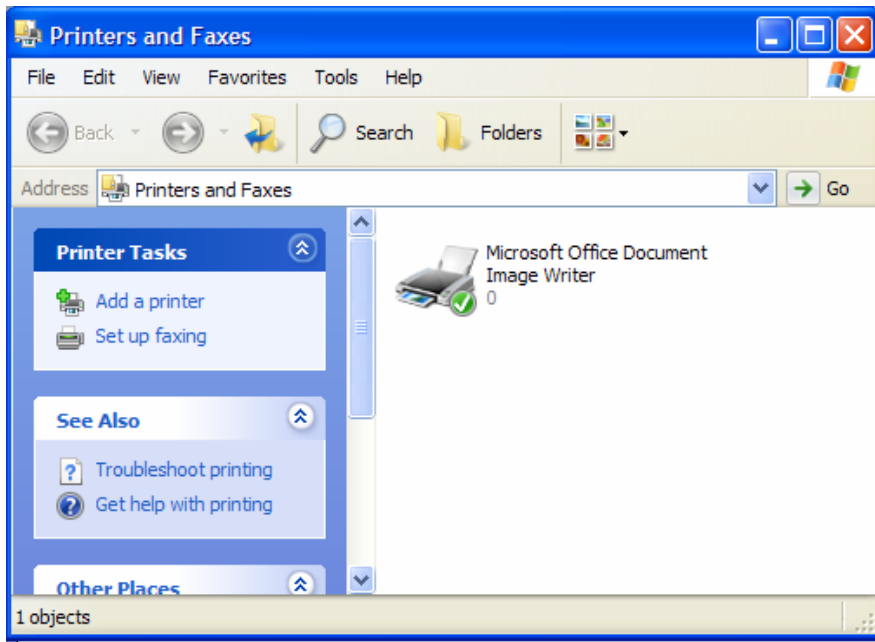 Printers and Faxes
File Edit View Favorites Tools Help
Back Search Folders
Address Printers and Faxes Go
Printer Tasks
Add a printer
Set up faxing
See Also
Troubleshoot printing
Get help with printing
Other Places
Microsoft Office Document
Image Writer
0
1 objects